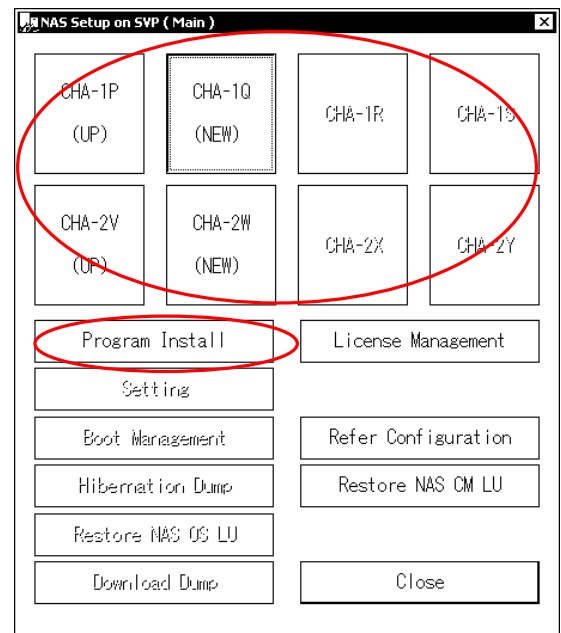 NAS Setup on SVP ( Main )
CHA-1P
(UP)
CHA-1Q
(NEW)
CHA-1R
CHA-1S
CHA-2V
(UP)
CHA-2W
(NEW)
CHA-2X
CHA-2Y
Program Install
License Management
Setting
Boot Management
Refer Configuration
Hibernation Dump
Restore NAS CM LU
Restore NAS OS LU
Download Dump
Close